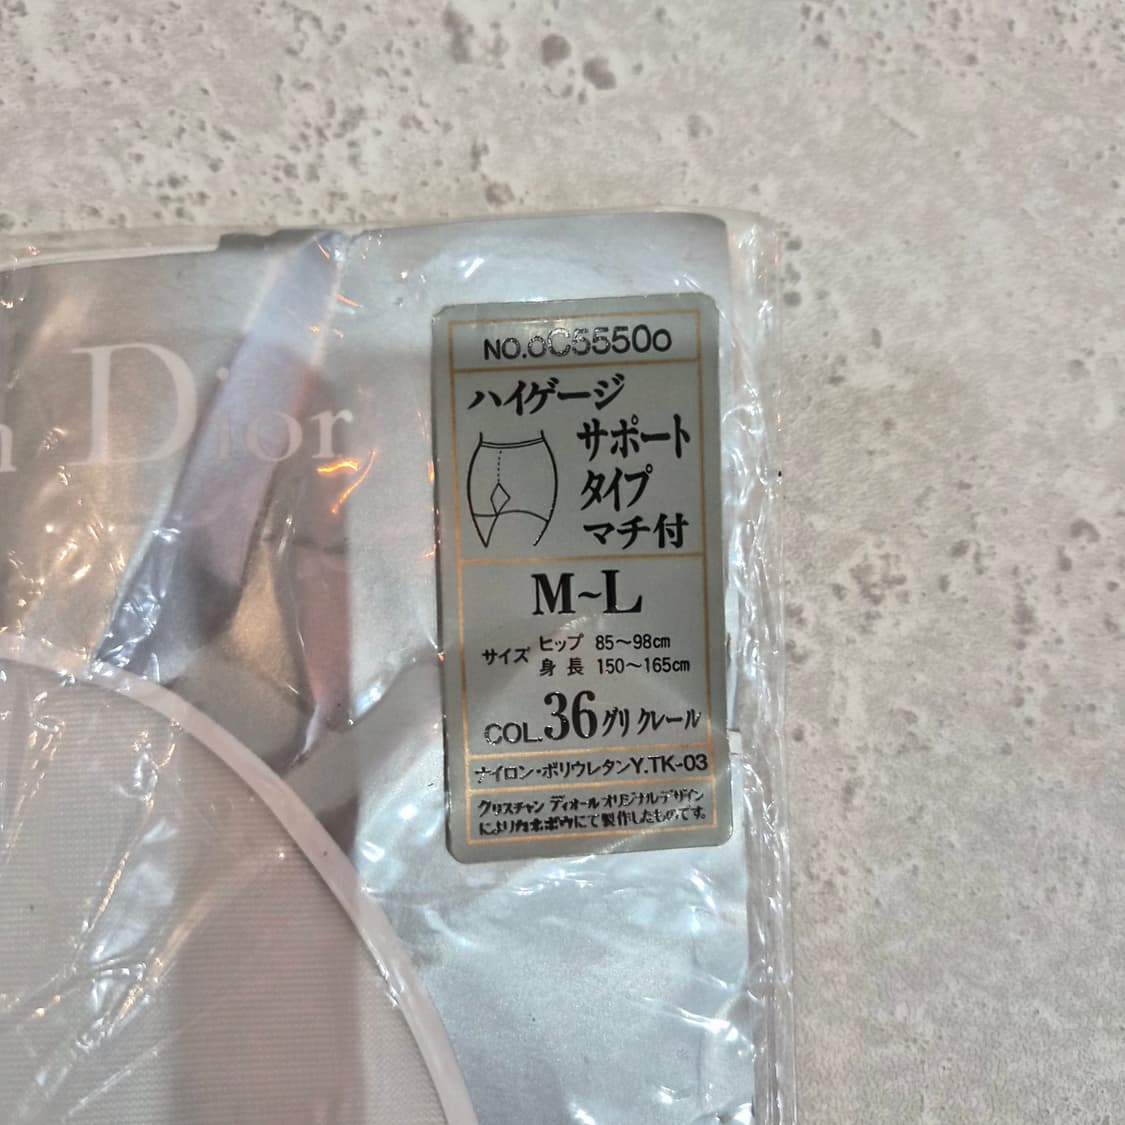 Dior
NO.oC5550o
ハイゲージ
サポート
タイプ
マチ付
M~L
サイズ ヒップ 85～98cm
身長 150～165cm
COL.36グリ クレール
ナイロン・ポリウレタンY.TK-03
クリスチャン ディオール オリジナルデザイン
によりカネボウにて製作したものです。